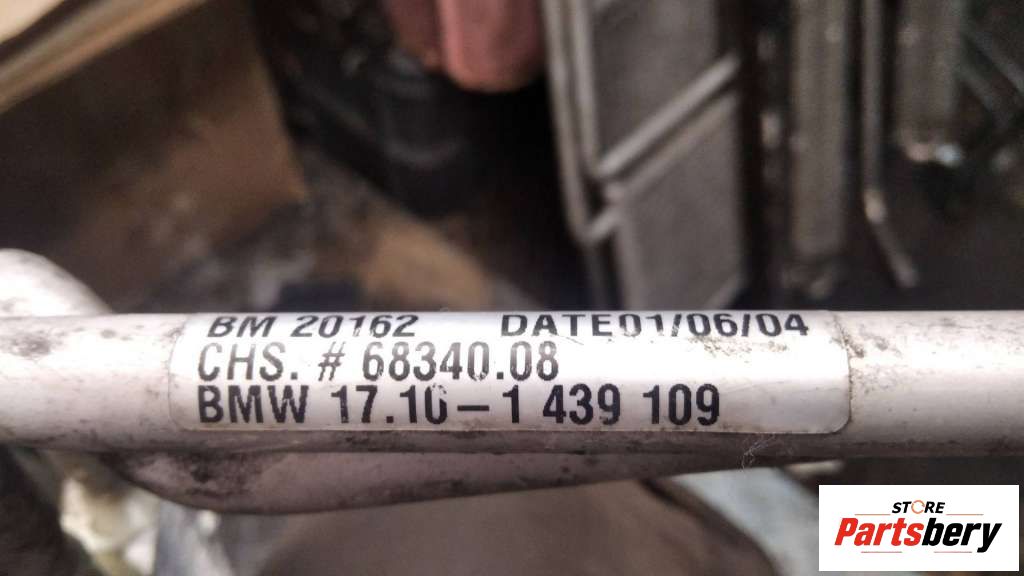 BM 20162 DATE01/06/04
CHS. # 68340.08
BMW 17.10-1 439 109
STORE
Partsbery